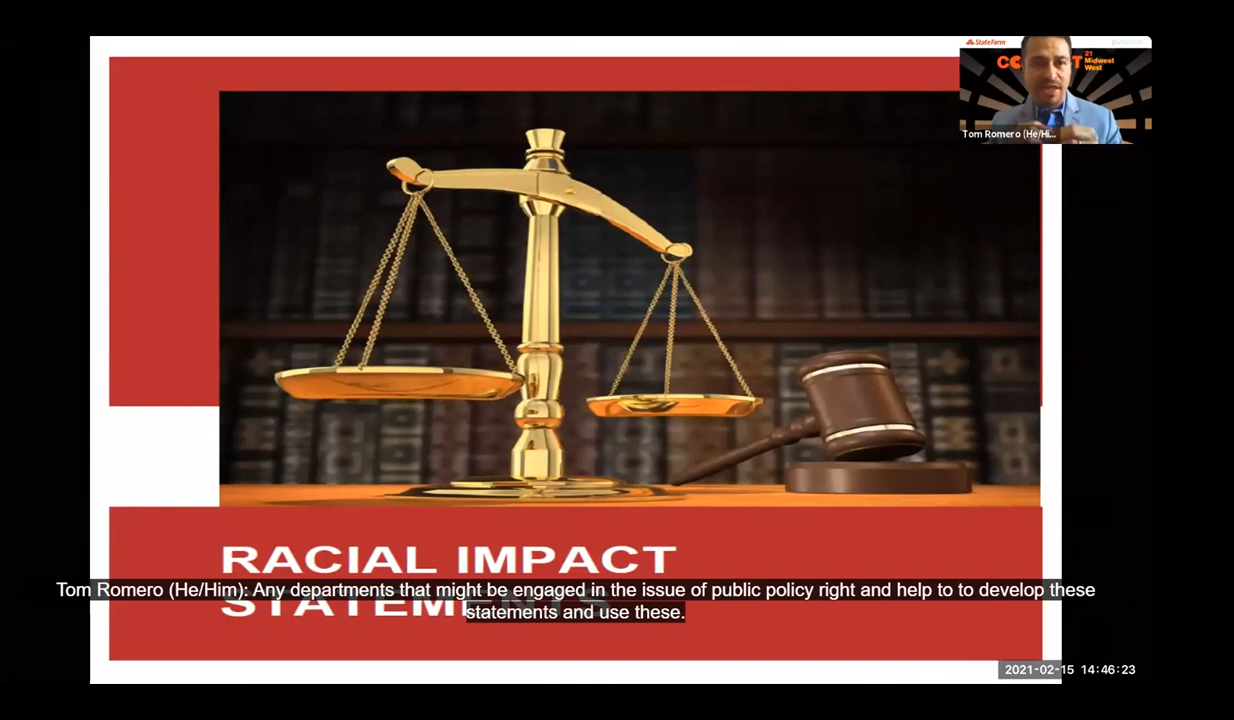 StateFarm
21
Midwest
West
Tom Romero (He/Hi...
RACIAL IMPACT
STATEMENTS
Tom Romero (He/Him): Any departments that might be engaged in the issue of public policy right and help to to develop these
statements and use these.
2021-02-15 14:46:23